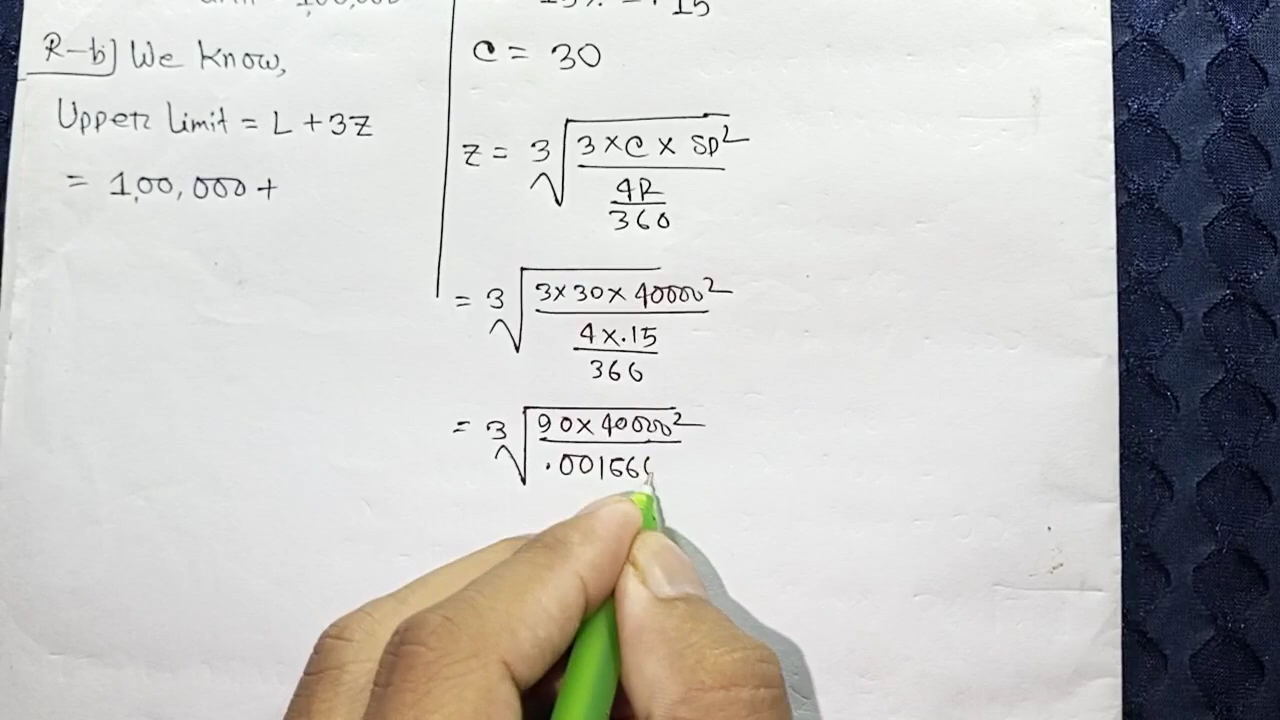 R-b) We Know,
Upper Limit = L + 3Z
= 1,00,000 +
15
C = 30
Z = 3√ 3 × C × SD²
4R
360
= 3√ 3×30×40000²
4×.15
360
= 3√ 90×40000²
.001666